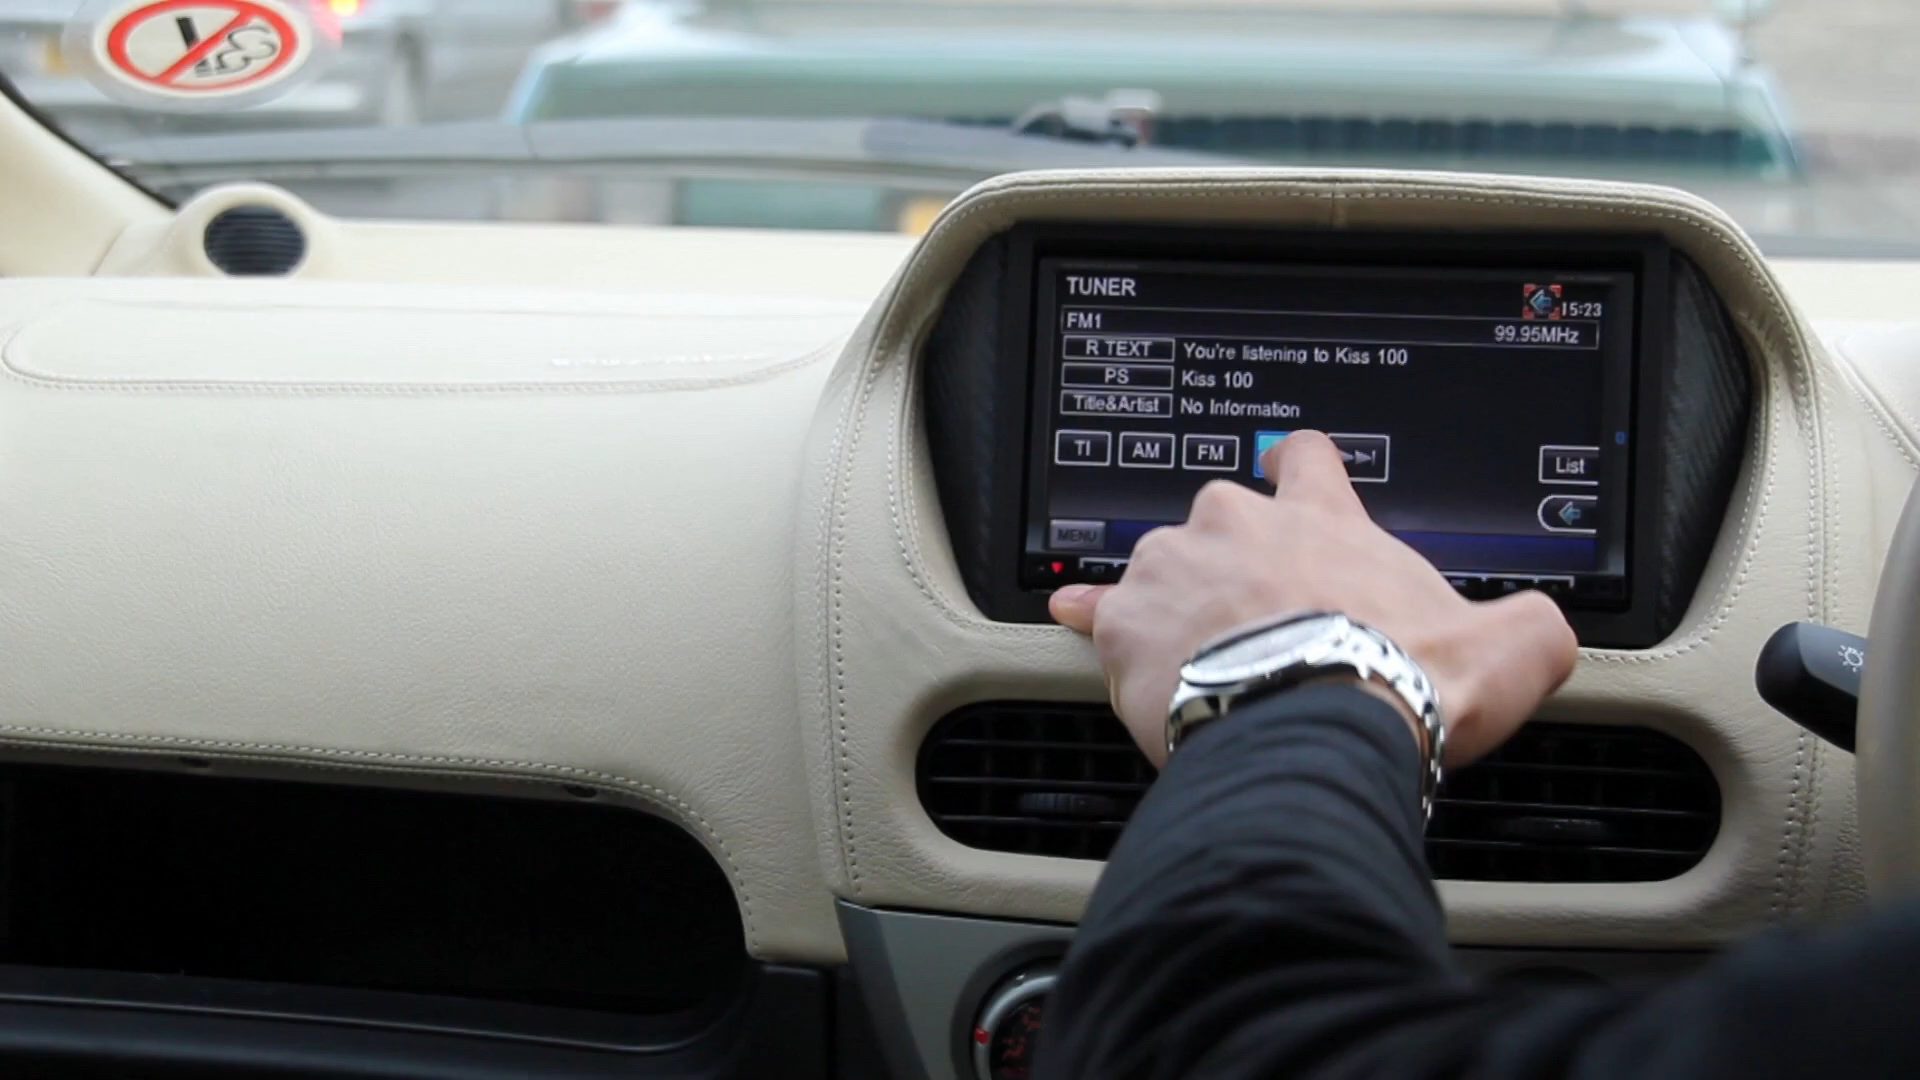 TUNER
15:23
FM1
99.95MHz
R TEXT You're listening to Kiss 100
PS Kiss 100
Title&Artist No Information
TI AM FM
List
MENU